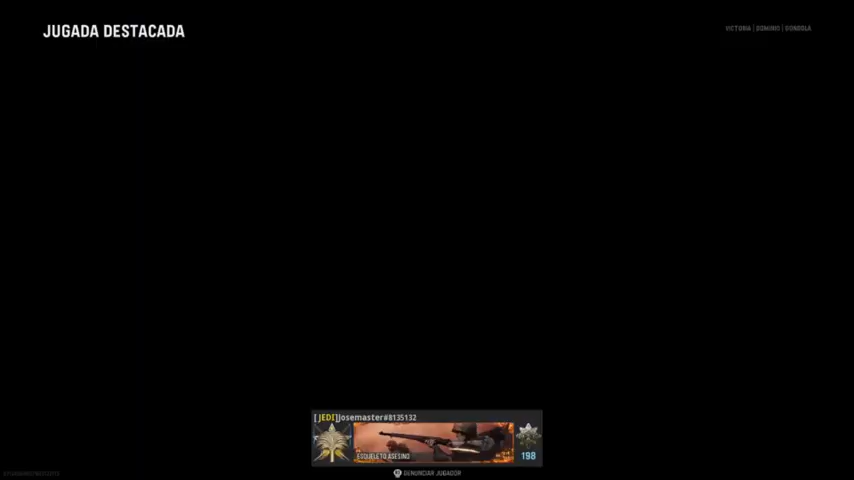 JUGADA DESTACADA
VICTORIA | DOMINIO | GONDOLA
[JEDI]Josemaster#8135132
ESQUELETO ASESINO
198
DENUNCIAR JUGADOR